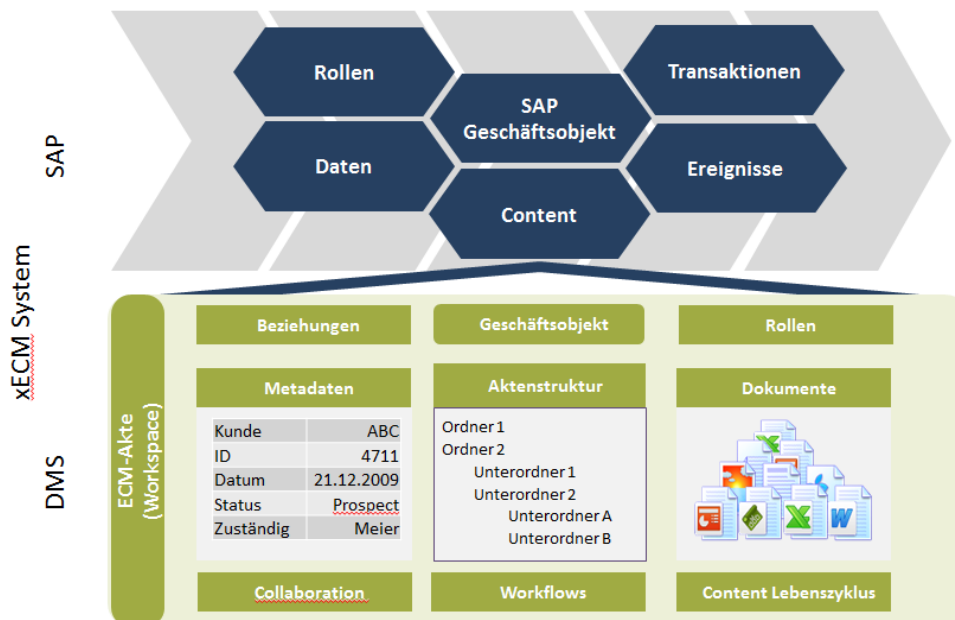 Rollen
Transaktionen
SAP
Geschäftsobjekt
Daten
Ereignisse
Content
SAP
xECM System
DMS
ECM-Akte
(Workspace)
Beziehungen
Geschäftsobjekt
Rollen
Metadaten
Aktenstruktur
Dokumente
Kunde ABC
ID 4711
Datum 21.12.2009
Status Prospect
Zuständig Meier
Ordner 1
Ordner 2
Unterordner 1
Unterordner 2
Unterordner A
Unterordner B
Collaboration
Workflows
Content Lebenszyklus